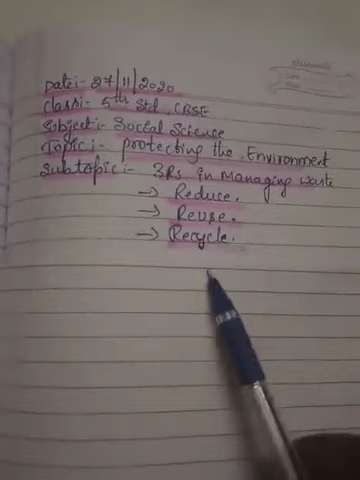 Date:- 27/11/2020
Class:- 5th Std, CBSE
Subject:- Social Science
Topic:- protecting the Environment
Subtopic:- 3Rs in Managing waste
→ Reduce.
→ Reuse.
→ Recycle.